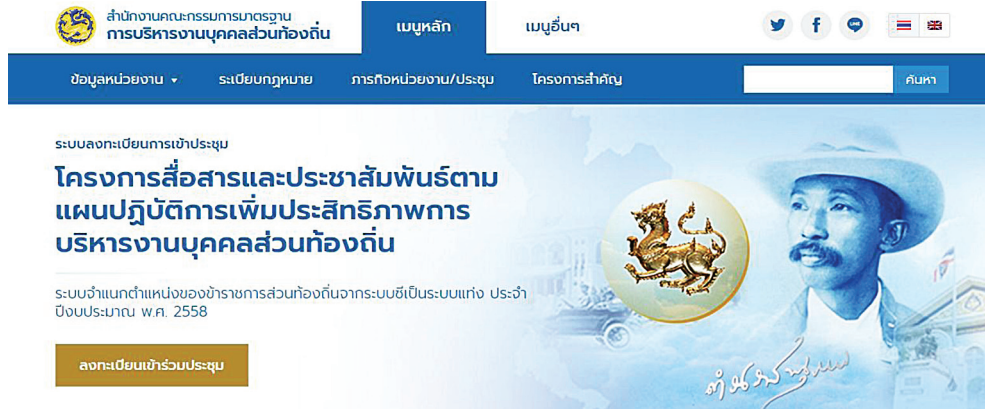 สำนักงานคณะกรรมการมาตรฐาน
การบริหารงานบุคคลส่วนท้องถิ่น
เมนูหลัก
เมนูอื่นๆ
ข้อมูลหน่วยงาน
ระเบียบกฎหมาย
ภารกิจหน่วยงาน/ประชุม
โครงการสำคัญ
ค้นหา
ระบบลงทะเบียนการเข้าประชุม
โครงการสื่อสารและประชาสัมพันธ์ตาม
แผนปฏิบัติการเพิ่มประสิทธิภาพการ
บริหารงานบุคคลส่วนท้องถิ่น
ระบบจำแนกตำแหน่งของข้าราชการส่วนท้องถิ่นจากระบบซีเป็นระบบแท่ง ประจำ
ปีงบประมาณ พ.ศ. 2558
ลงทะเบียนเข้าร่วมประชุม